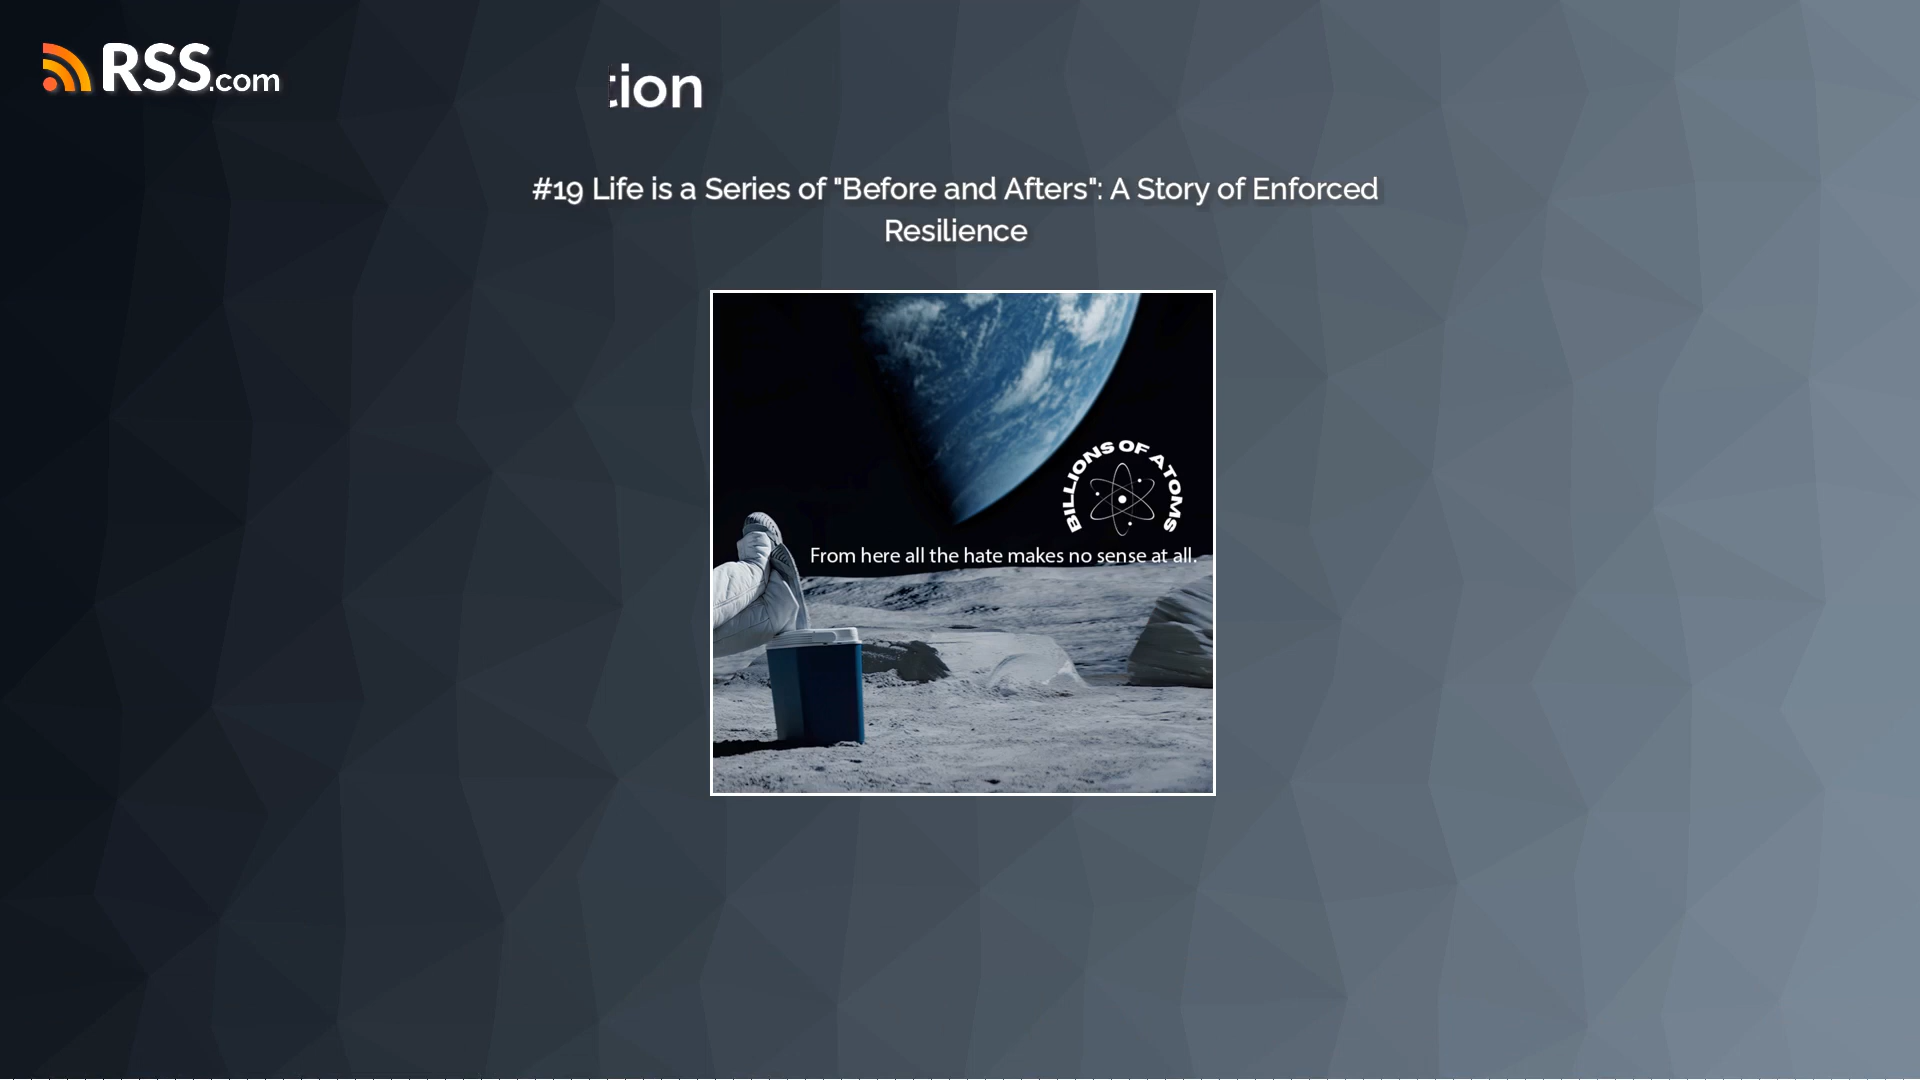 RSS.com
tion
#19 Life is a Series of "Before and Afters": A Story of Enforced
Resilience
BILLIONS OF ATOMS
From here all the hate makes no sense at all.